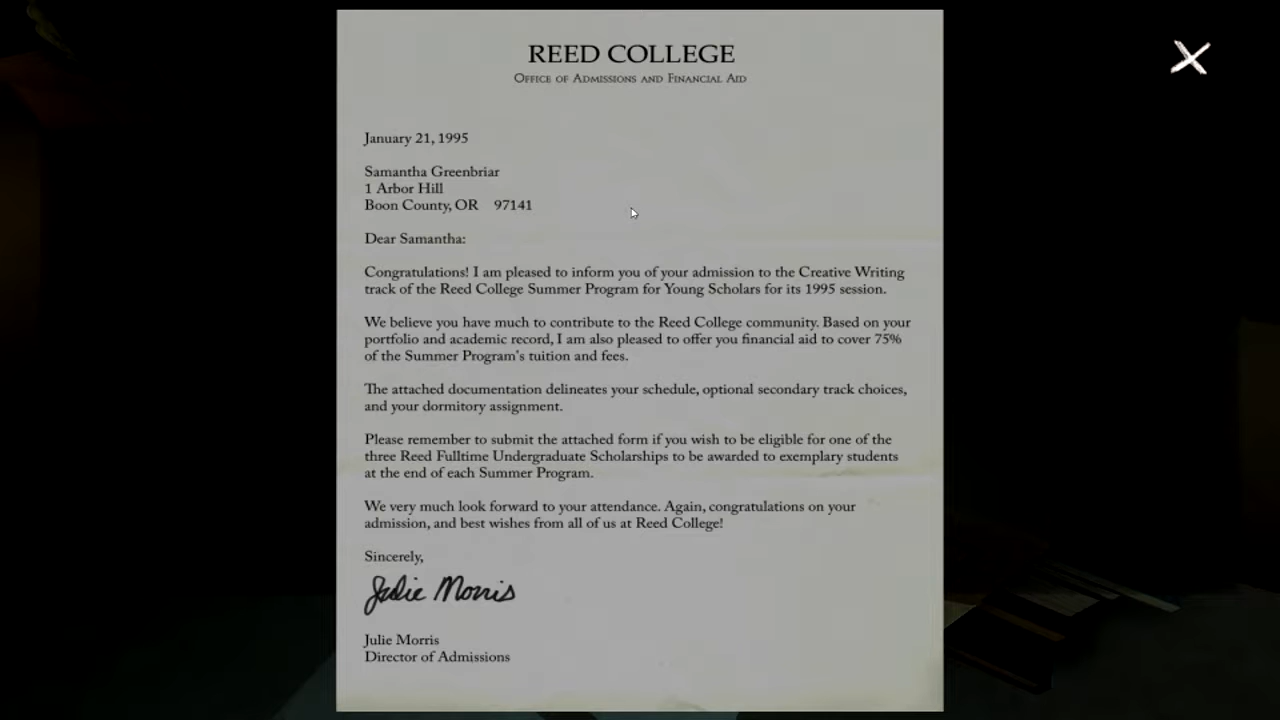 REED COLLEGE
Office of Admissions and Financial Aid
January 21, 1995
Samantha Greenbriar
1 Arbor Hill
Boon County, OR 97141
Dear Samantha:
Congratulations! I am pleased to inform you of your admission to the Creative Writing
track of the Reed College Summer Program for Young Scholars for its 1995 session.
We believe you have much to contribute to the Reed College community. Based on your
portfolio and academic record, I am also pleased to offer you financial aid to cover 75%
of the Summer Program's tuition and fees.
The attached documentation delineates your schedule, optional secondary track choices,
and your dormitory assignment.
Please remember to submit the attached form if you wish to be eligible for one of the
three Reed Fulltime Undergraduate Scholarships to be awarded to exemplary students
at the end of each Summer Program.
We very much look forward to your attendance. Again, congratulations on your
admission, and best wishes from all of us at Reed College!
Sincerely,
Julie Morris
Julie Morris
Director of Admissions